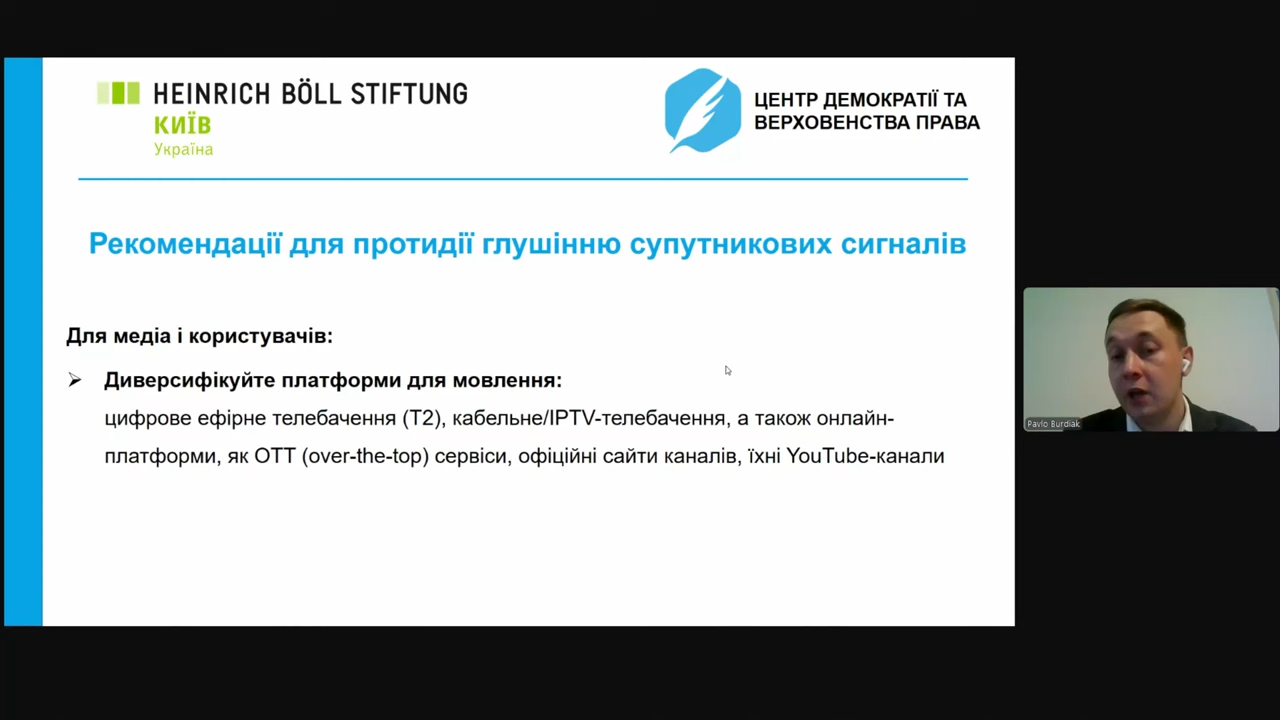 HEINRICH BÖLL STIFTUNG
КИЇВ
Україна
ЦЕНТР ДЕМОКРАТІЇ ТА
ВЕРХОВЕНСТВА ПРАВА
Рекомендації для протидії глушінню супутникових сигналів
Для медіа і користувачів:
Диверсифікуйте платформи для мовлення:
цифрове ефірне телебачення (Т2), кабельне/IPTV-телебачення, а також онлайн-
платформи, як ОТТ (over-the-top) сервіси, офіційні сайти каналів, їхні YouTube-канали
Pavlo Burdiak